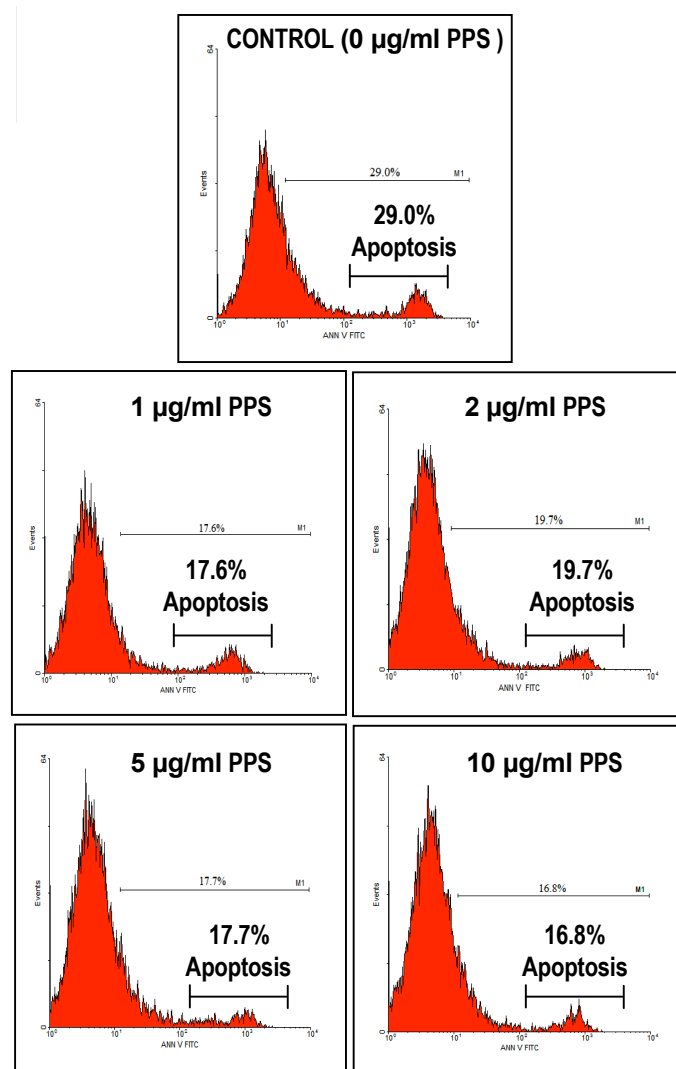 CONTROL (0 µg/ml PPS )
64
29.0% M1
29.0%
Apoptosis
Events
0
10⁰ 10¹ 10² 10³ 10⁴
ANN V FITC
1 µg/ml PPS
64
17.6% M1
17.6%
Apoptosis
Events
0
10⁰ 10¹ 10² 10³ 10⁴
ANN V FITC
2 µg/ml PPS
64
19.7% M1
19.7%
Apoptosis
Events
0
10⁰ 10¹ 10² 10³ 10⁴
ANN V FITC
5 µg/ml PPS
64
17.7% M1
17.7%
Apoptosis
Events
0
10⁰ 10¹ 10² 10³ 10⁴
ANN V FITC
10 µg/ml PPS
64
16.8% M1
16.8%
Apoptosis
Events
0
10⁰ 10¹ 10² 10³ 10⁴
ANN V FITC